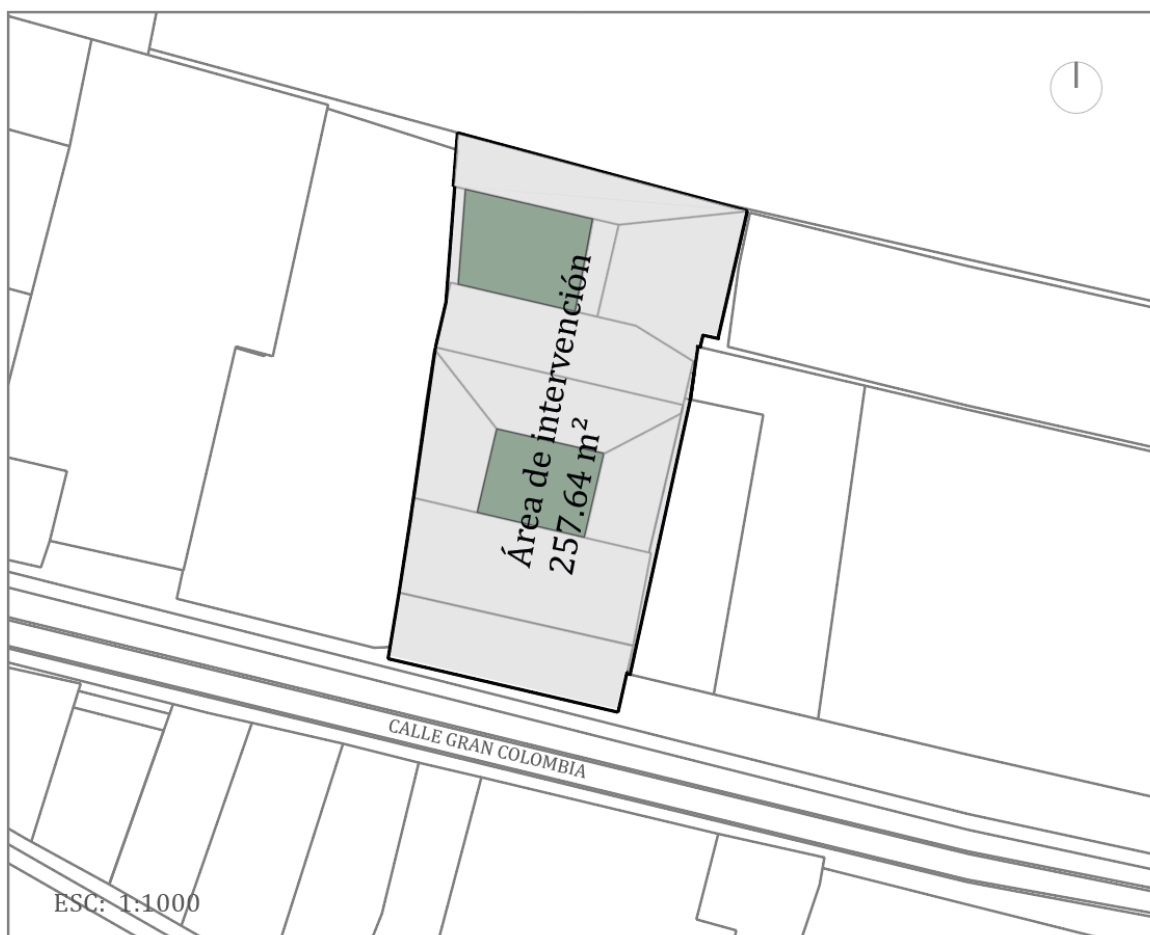 Área de intervención
257.64 m²
CALLE GRAN COLOMBIA
ESC: 1:1000